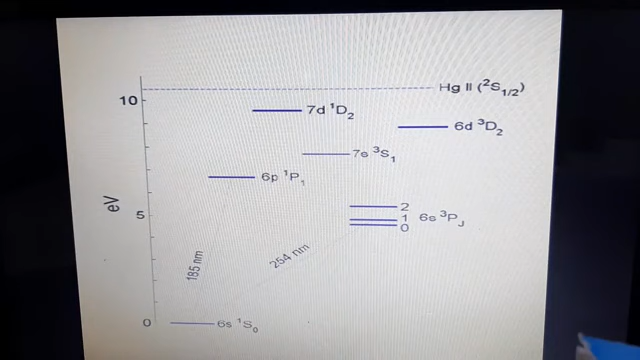 Hg II (²S₁/₂)
10
7d ¹D₂
6d ³D₂
7s ³S₁
6p ¹P₁
eV
2
5
1
6s ³P_J
0
254 nm
185 nm
0
6s ¹S₀